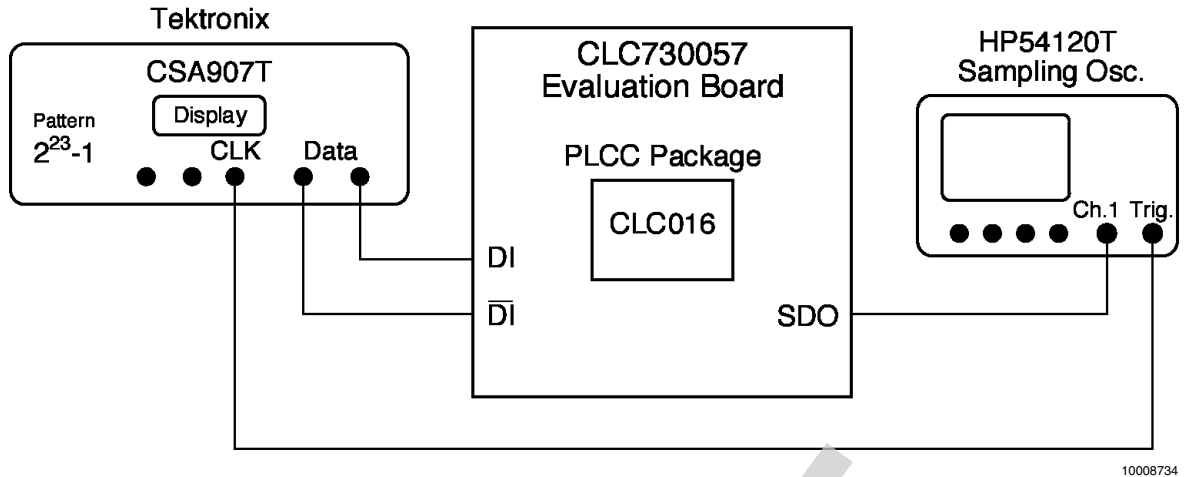 Tektronix
CSA907T
Display
Pattern
2²³-1
CLK
Data
CLC730057
Evaluation Board
PLCC Package
CLC016
DI
D̅I̅
SDO
HP54120T
Sampling Osc.
Ch.1 Trig.
10008734